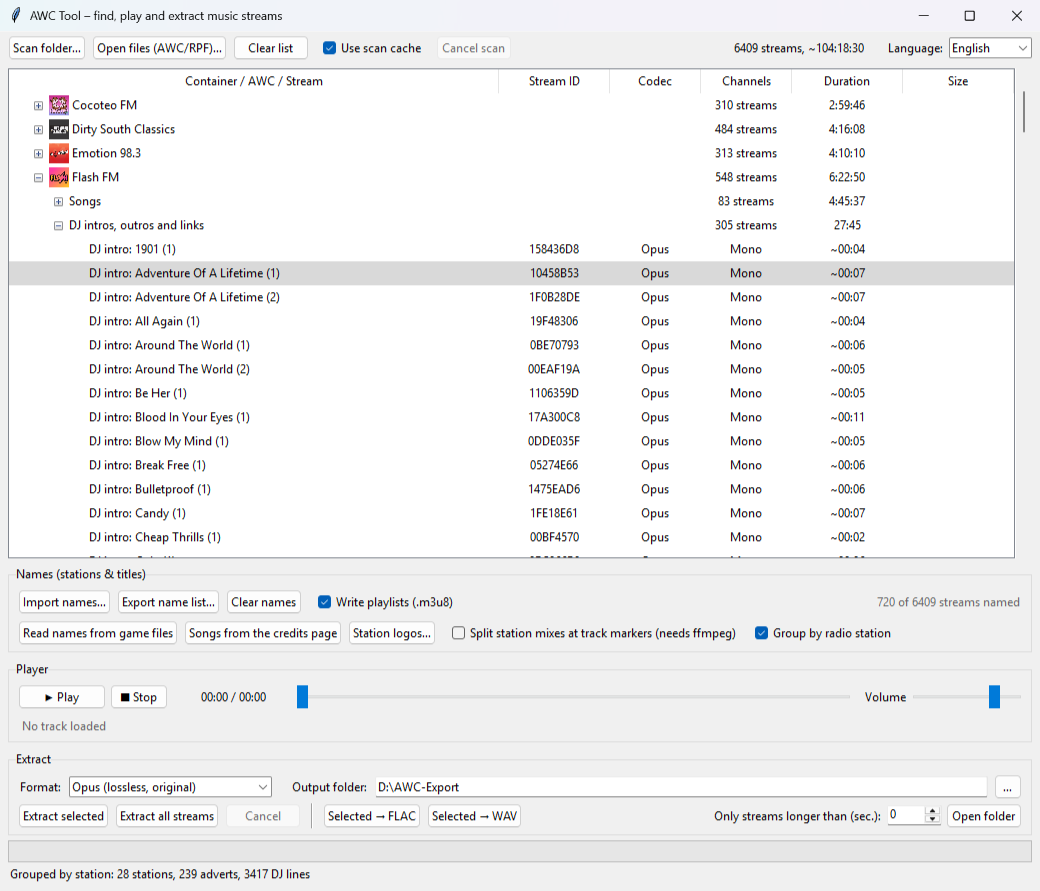 AWC Tool – find, play and extract music streams
Scan folder... Open files (AWC/RPF)... Clear list Use scan cache Cancel scan 6409 streams, ~104:18:30 Language: English
Container / AWC / Stream Stream ID Codec Channels Duration Size
Cocoteo FM 310 streams 2:59:46
Dirty South Classics 484 streams 4:16:08
Emotion 98.3 313 streams 4:10:10
Flash FM 548 streams 6:22:50
Songs 83 streams 4:45:37
DJ intros, outros and links 305 streams 27:45
DJ intro: 1901 (1) 158436D8 Opus Mono ~00:04
DJ intro: Adventure Of A Lifetime (1) 10458B53 Opus Mono ~00:07
DJ intro: Adventure Of A Lifetime (2) 1F0B28DE Opus Mono ~00:07
DJ intro: All Again (1) 19F48306 Opus Mono ~00:04
DJ intro: Around The World (1) 0BE70793 Opus Mono ~00:06
DJ intro: Around The World (2) 00EAF19A Opus Mono ~00:05
DJ intro: Be Her (1) 1106359D Opus Mono ~00:05
DJ intro: Blood In Your Eyes (1) 17A300C8 Opus Mono ~00:11
DJ intro: Blow My Mind (1) 0DDE035F Opus Mono ~00:05
DJ intro: Break Free (1) 05274E66 Opus Mono ~00:06
DJ intro: Bulletproof (1) 1475EAD6 Opus Mono ~00:06
DJ intro: Candy (1) 1FE18E61 Opus Mono ~00:07
DJ intro: Cheap Thrills (1) 00BF4570 Opus Mono ~00:02
Names (stations & titles)
Import names... Export name list... Clear names Write playlists (.m3u8) 720 of 6409 streams named
Read names from game files Songs from the credits page Station logos... Split station mixes at track markers (needs ffmpeg) Group by radio station
Player
► Play ■ Stop 00:00 / 00:00 Volume
No track loaded
Extract
Format: Opus (lossless, original) Output folder: D:\AWC-Export ...
Extract selected Extract all streams Cancel Selected → FLAC Selected → WAV Only streams longer than (sec.): 0 Open folder
Grouped by station: 28 stations, 239 adverts, 3417 DJ lines